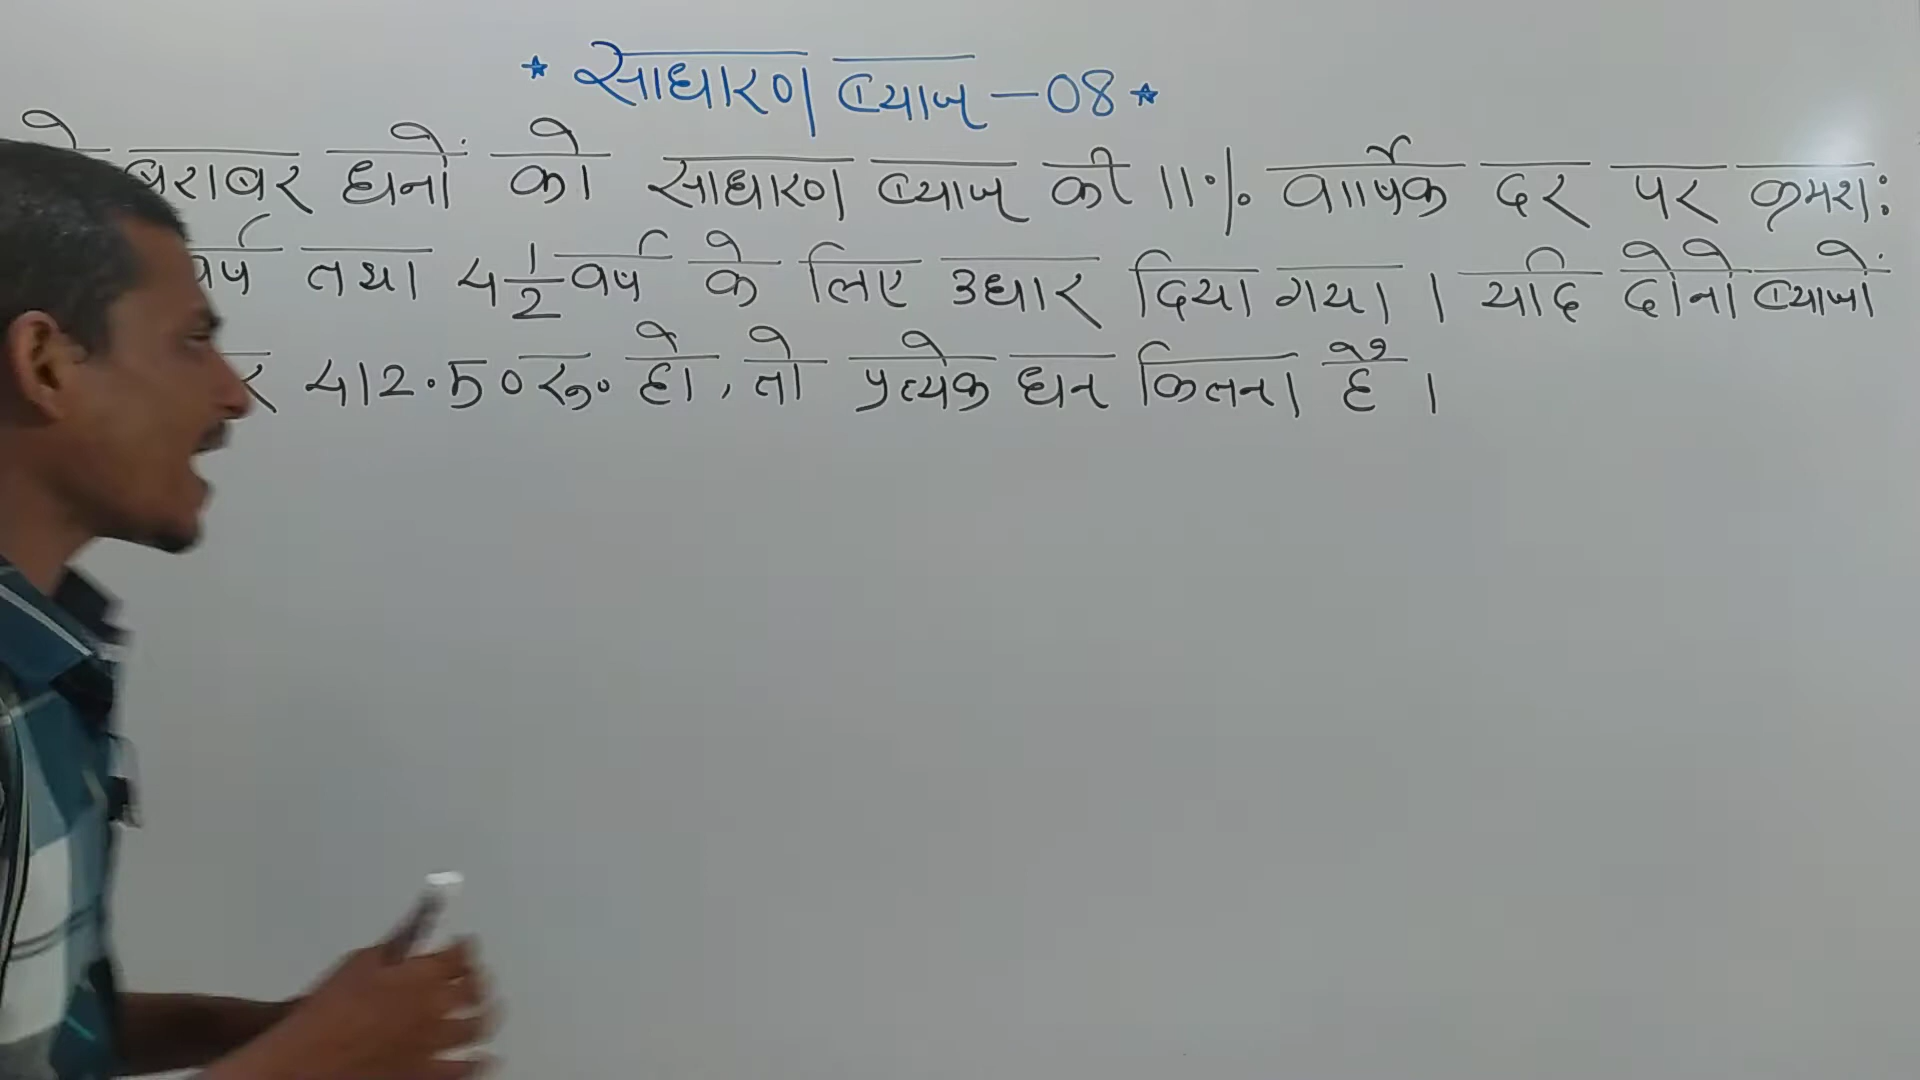 * साधारण ब्याज - 08 *
बराबर धनों को साधारण ब्याज की 11% वार्षिक दर पर क्रमश:
वर्ष तथा 4 1/2 वर्ष के लिए उधार दिया गया। यदि दोनो ब्याजों
412.50 रू. हो, तो प्रत्येक धन कितना है।